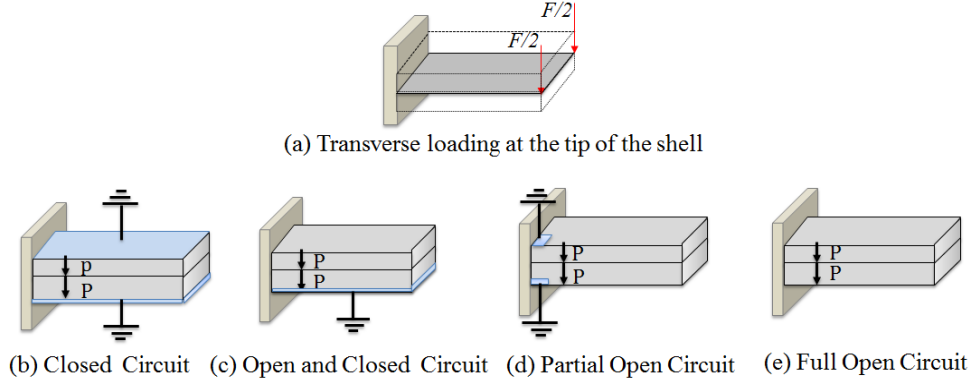 F/2
F/2
(a) Transverse loading at the tip of the shell
p
P
P
P
P
P
P
P
(b) Closed Circuit
(c) Open and Closed Circuit
(d) Partial Open Circuit
(e) Full Open Circuit